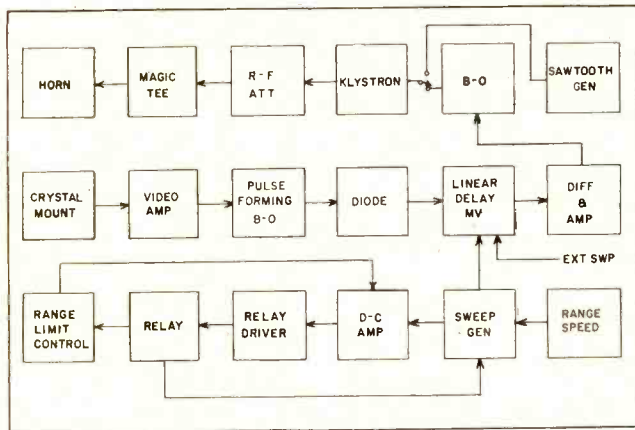 HORN
MAGIC
TEE
R-F
ATT
KLYSTRON
B-O
SAWTOOTH
GEN
CRYSTAL
MOUNT
VIDEO
AMP
PULSE
FORMING
B-O
DIODE
LINEAR
DELAY
MV
DIFF
&
AMP
EXT SWP
RANGE
LIMIT
CONTROL
RELAY
RELAY
DRIVER
D-C
AMP
SWEEP
GEN
RANGE
SPEED